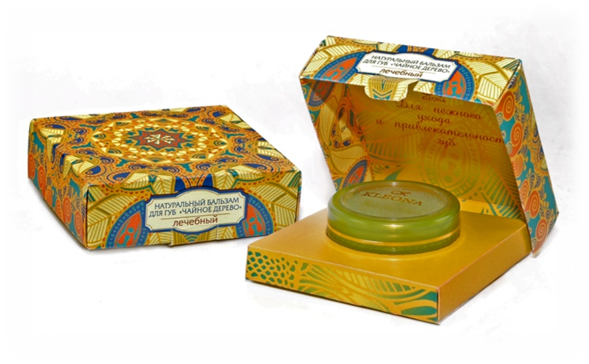 НАТУРАЛЬНЫЙ БАЛЬЗАМ
ДЛЯ ГУБ «ЧАЙНОЕ ДЕРЕВО»
лечебный
НАТУРАЛЬНЫЙ БАЛЬЗАМ
ДЛЯ ГУБ «ЧАЙНОЕ ДЕРЕВО»
лечебный
Для нежного
ухода
и привлекательност
губ
KLEONA